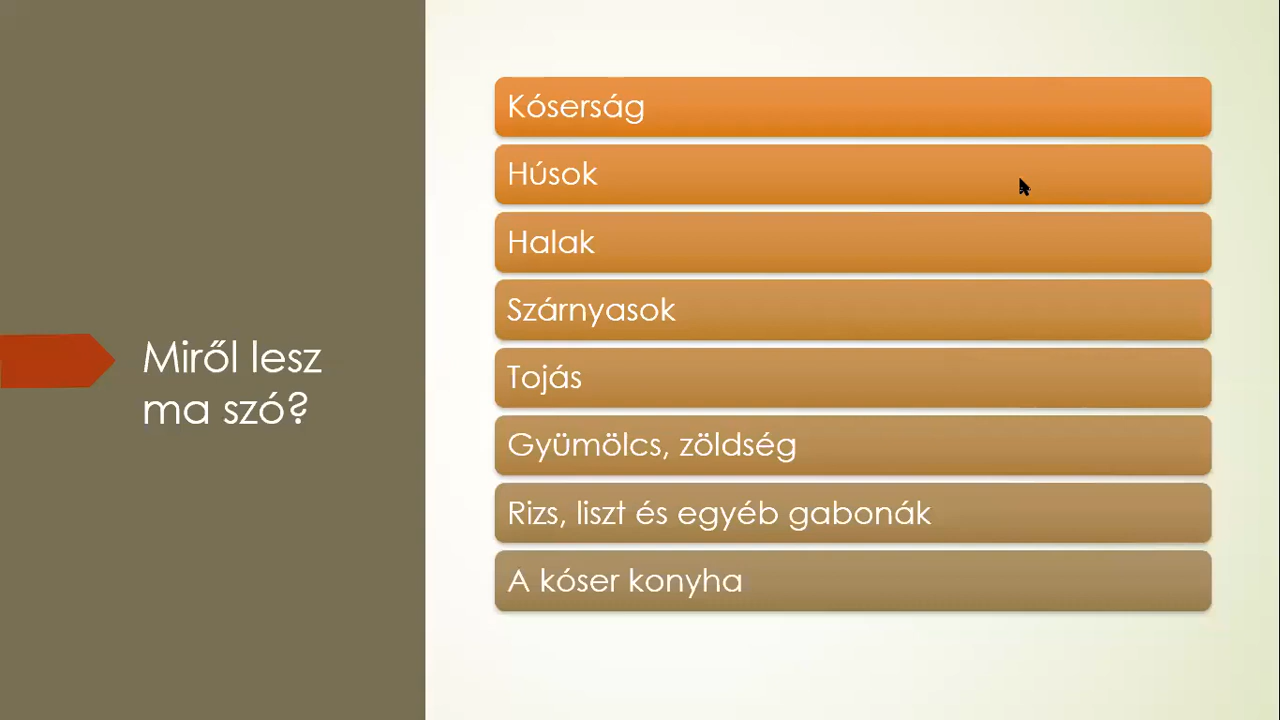 Miről lesz
ma szó?
Kóserság
Húsok
Halak
Szárnyasok
Tojás
Gyümölcs, zöldség
Rizs, liszt és egyéb gabonák
A kóser konyha